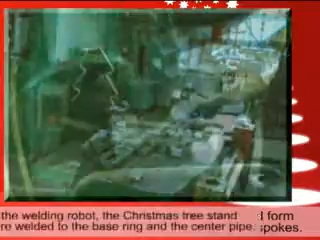 the welding robot, the Christmas tree stand
re welded to the base ring and the center pipe.
d form
spokes.